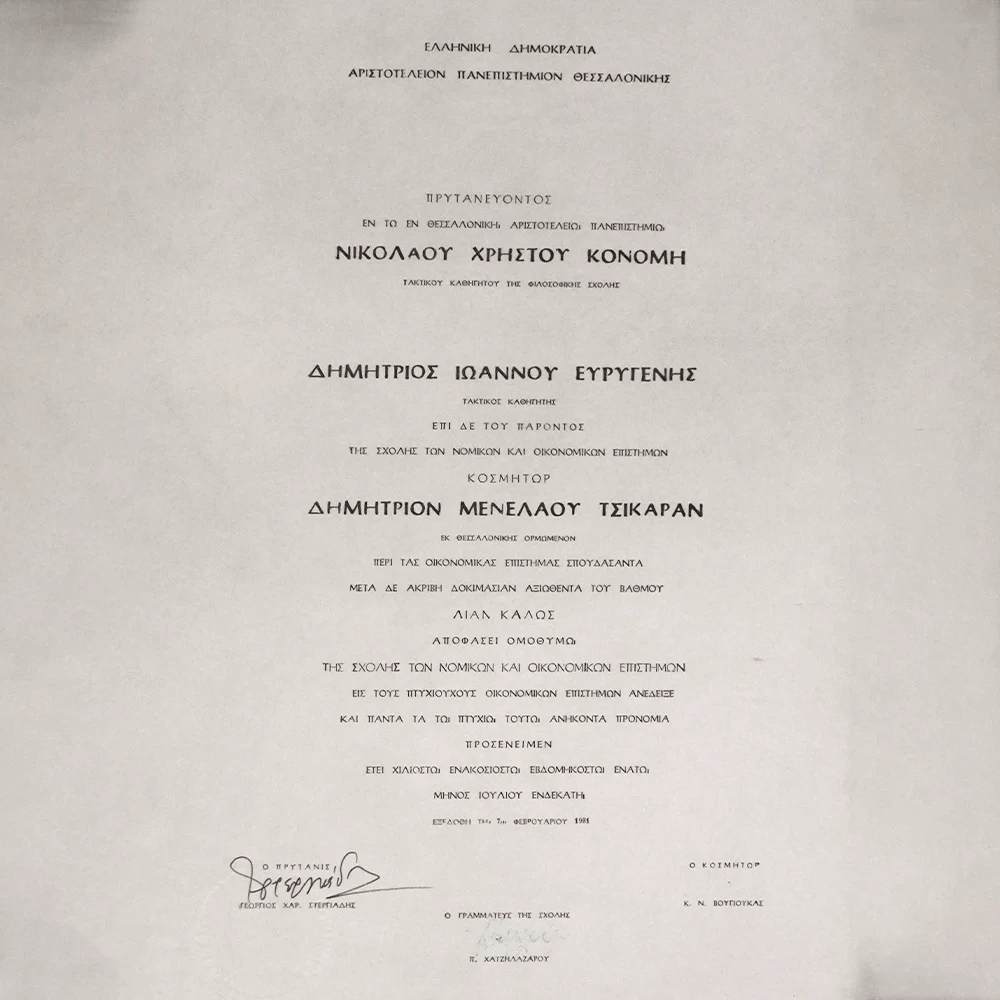 ΕΛΛΗΝΙΚΗ ΔΗΜΟΚΡΑΤΙΑ
ΑΡΙΣΤΟΤΕΛΕΙΟΝ ΠΑΝΕΠΙΣΤΗΜΙΟΝ ΘΕΣΣΑΛΟΝΙΚΗΣ
ΠΡΥΤΑΝΕΥΟΝΤΟΣ
ΕΝ ΤΩ ΕΝ ΘΕΣΣΑΛΟΝΙΚΗι ΑΡΙΣΤΟΤΕΛΕΙΩι ΠΑΝΕΠΙΣΤΗΜΙΩι
ΝΙΚΟΛΑΟΥ ΧΡΗΣΤΟΥ ΚΟΝΟΜΗ
ΤΑΚΤΙΚΟΥ ΚΑΘΗΓΗΤΟΥ ΤΗΣ ΦΙΛΟΣΟΦΙΚΗΣ ΣΧΟΛΗΣ
ΔΗΜΗΤΡΙΟΣ ΙΩΑΝΝΟΥ ΕΥΡΥΓΕΝΗΣ
ΤΑΚΤΙΚΟΣ ΚΑΘΗΓΗΤΗΣ
ΕΠΙ ΔΕ ΤΟΥ ΠΑΡΟΝΤΟΣ
ΤΗΣ ΣΧΟΛΗΣ ΤΩΝ ΝΟΜΙΚΩΝ ΚΑΙ ΟΙΚΟΝΟΜΙΚΩΝ ΕΠΙΣΤΗΜΩΝ
ΚΟΣΜΗΤΩΡ
ΔΗΜΗΤΡΙΟΝ ΜΕΝΕΛΑΟΥ ΤΣΙΚΑΡΑΝ
ΕΚ ΘΕΣΣΑΛΟΝΙΚΗΣ ΟΡΜΩΜΕΝΟΝ
ΠΕΡΙ ΤΑΣ ΟΙΚΟΝΟΜΙΚΑΣ ΕΠΙΣΤΗΜΑΣ ΣΠΟΥΔΑΣΑΝΤΑ
ΜΕΤΑ ΔΕ ΑΚΡΙΒΗ ΔΟΚΙΜΑΣΙΑΝ ΑΞΙΩΘΕΝΤΑ ΤΟΥ ΒΑΘΜΟΥ
ΛΙΑΝ ΚΑΛΩΣ
ΑΠΟΦΑΣΕΙ ΟΜΟΘΥΜΩι
ΤΗΣ ΣΧΟΛΗΣ ΤΩΝ ΝΟΜΙΚΩΝ ΚΑΙ ΟΙΚΟΝΟΜΙΚΩΝ ΕΠΙΣΤΗΜΩΝ
ΕΙΣ ΤΟΥΣ ΠΤΥΧΙΟΥΧΟΥΣ ΟΙΚΟΝΟΜΙΚΩΝ ΕΠΙΣΤΗΜΩΝ ΑΝΕΔΕΙΞΕ
ΚΑΙ ΠΑΝΤΑ ΤΑ ΤΩι ΠΤΥΧΙΩι ΤΟΥΤΩι ΑΝΗΚΟΝΤΑ ΠΡΟΝΟΜΙΑ
ΠΡΟΣΕΝΕΙΜΕΝ
ΕΤΕΙ ΧΙΛΙΟΣΤΩι ΕΝΑΚΟΣΙΟΣΤΩι ΕΒΔΟΜΗΚΟΣΤΩι ΕΝΑΤΩι
ΜΗΝΟΣ ΙΟΥΛΙΟΥ ΕΝΔΕΚΑΤΗι
ΕΞΕΔΟΘΗ ΤΗι 7ηι ΦΕΒΡΟΥΑΡΙΟΥ 1981
Ο ΠΡΥΤΑΝΙΣ
ΓΕΩΡΓΙΟΣ ΧΑΡ. ΣΤΕΡΓΙΑΔΗΣ
Ο ΚΟΣΜΗΤΩΡ
Κ. Ν. ΒΟΥΓΙΟΥΚΑΣ
Ο ΓΡΑΜΜΑΤΕΥΣ ΤΗΣ ΣΧΟΛΗΣ
Π. ΧΑΤΖΗΛΑΖΑΡΟΥ